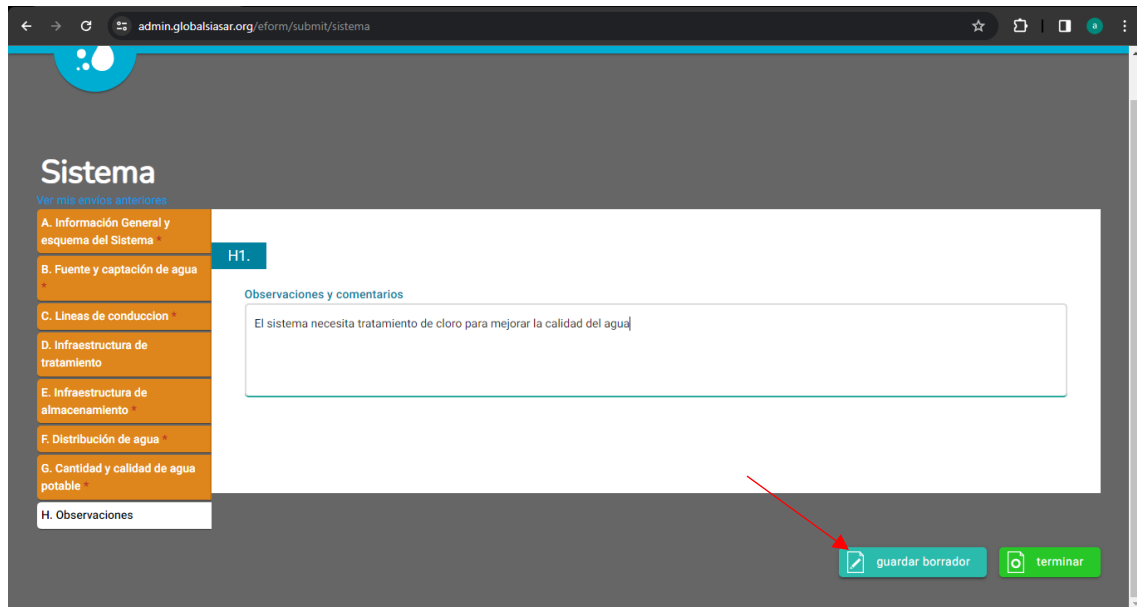 admin.globalsiasar.org/eform/submit/sistema
a
Sistema
Ver mis envíos anteriores
A. Información General y
esquema del Sistema *
B. Fuente y captación de agua
*
C. Lineas de conduccion *
D. Infraestructura de
tratamiento
E. Infraestructura de
almacenamiento *
F. Distribución de agua *
G. Cantidad y calidad de agua
potable *
H. Observaciones
H1.
Observaciones y comentarios
El sistema necesita tratamiento de cloro para mejorar la calidad del agua
guardar borrador
terminar